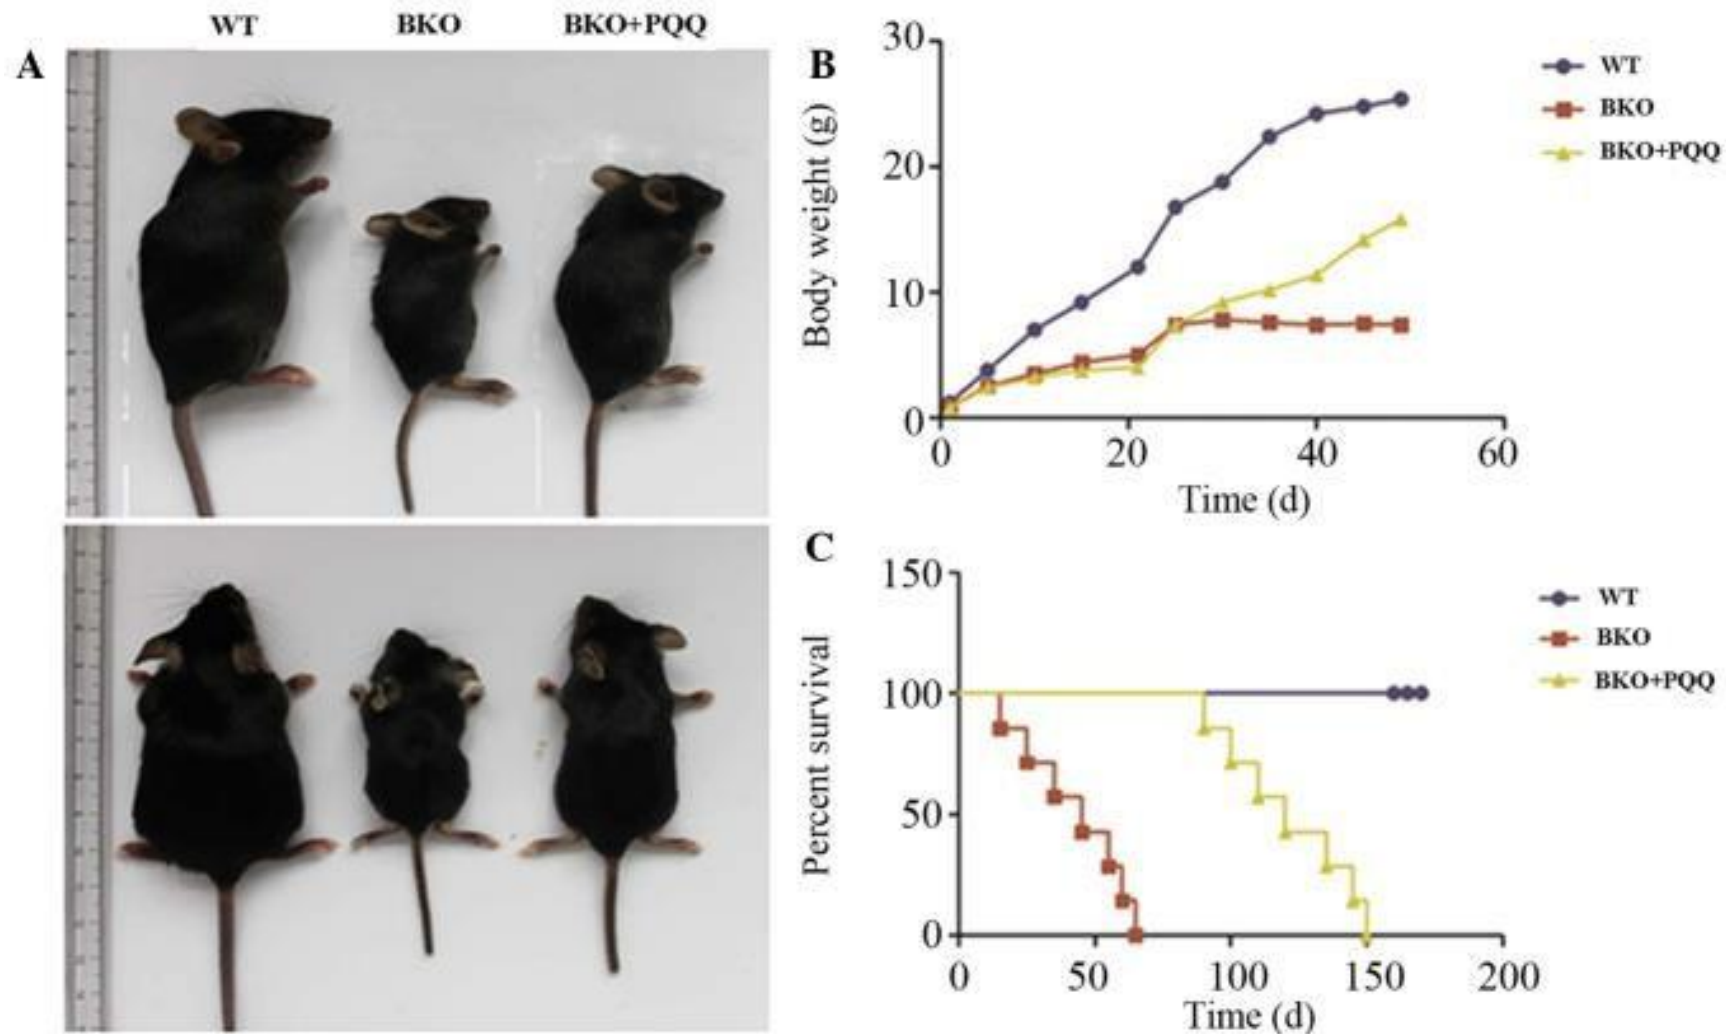 WT BKO BKO+PQQ
A
B
30
20
10
0
0 20 40 60
Body weight (g)
Time (d)
WT
BKO
BKO+PQQ
C
150
100
50
0
0 50 100 150 200
Percent survival
Time (d)
WT
BKO
BKO+PQQ